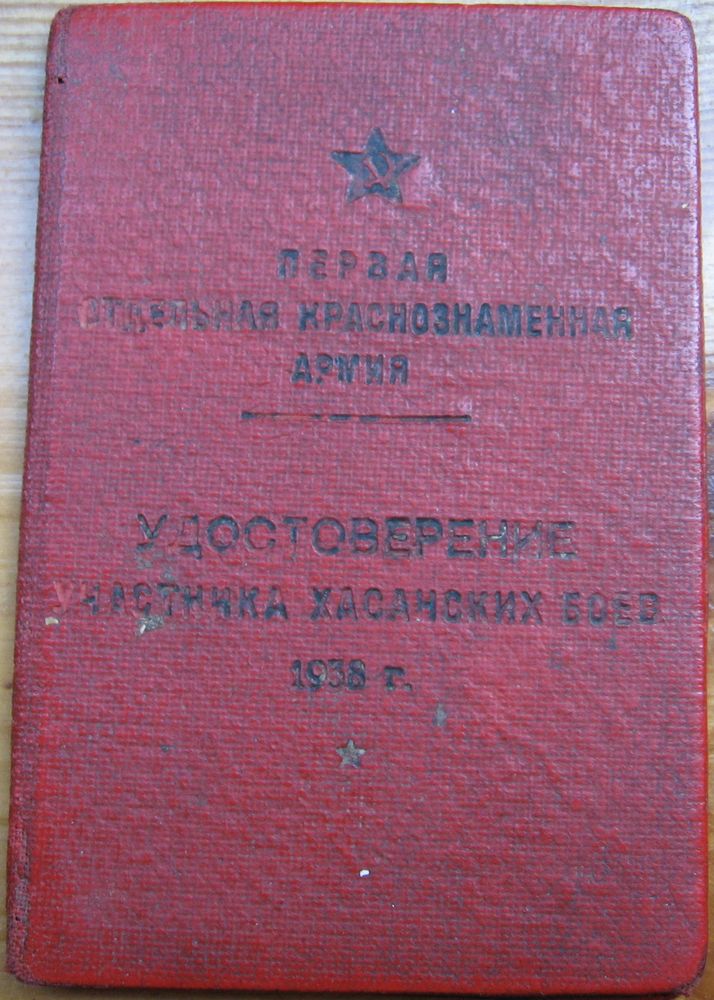 ПЕРВАЯ
ОТДЕЛЬНАЯ КРАСНОЗНАМЕННАЯ
АРМИЯ
УДОСТОВЕРЕНИЕ
УЧАСТНИКА ХАСАНСКИХ БОЕВ
1938 г.